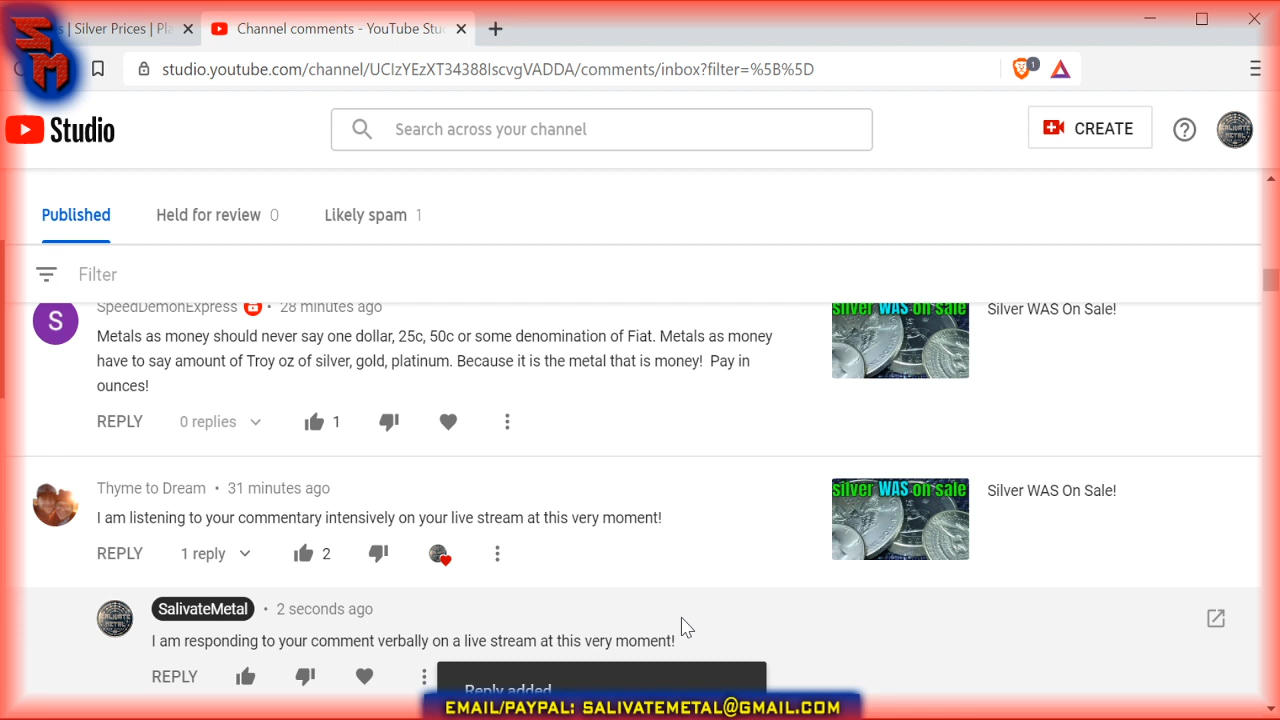 SM
s | Silver Prices | Pla
Channel comments - YouTube Stu
studio.youtube.com/channel/UCIzYEzXT34388IscvgVADDA/comments/inbox?filter=%5B%5D
1
Studio
Search across your channel
CREATE
Published
Held for review 0
Likely spam 1
Filter
SpeedDemonExpress • 28 minutes ago
S
Metals as money should never say one dollar, 25c, 50c or some denomination of Fiat. Metals as money
have to say amount of Troy oz of silver, gold, platinum. Because it is the metal that is money! Pay in
ounces!
REPLY 0 replies 1
silver WAS on sale
Silver WAS On Sale!
Thyme to Dream • 31 minutes ago
I am listening to your commentary intensively on your live stream at this very moment!
REPLY 1 reply 2
silver WAS on sale
Silver WAS On Sale!
SalivateMetal • 2 seconds ago
I am responding to your comment verbally on a live stream at this very moment!
REPLY
Reply added
EMAIL/PAYPAL: SALIVATEMETAL@GMAIL.COM